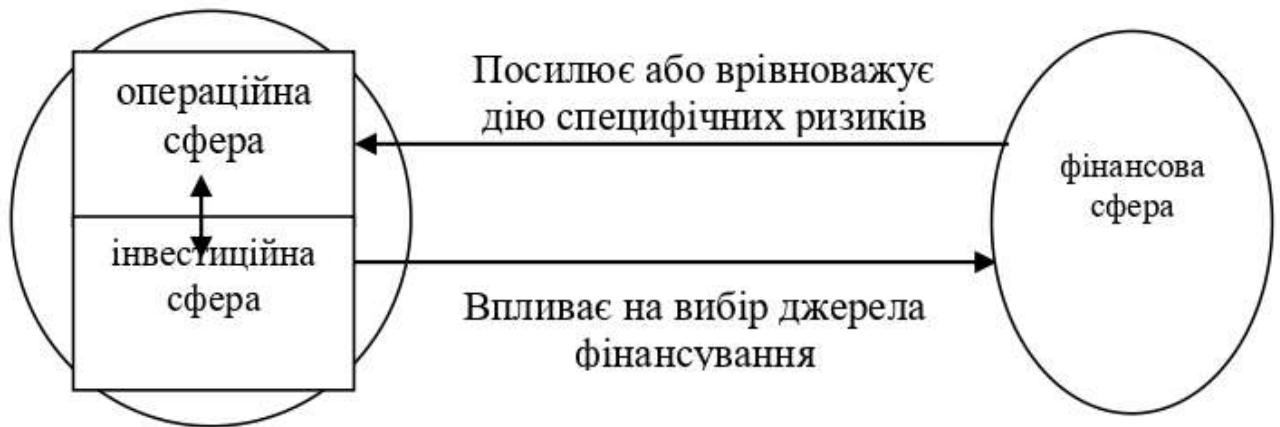 операційна
сфера
інвестиційна
сфера
Посилює або врівноважує
дію специфічних ризиків
Впливає на вибір джерела
фінансування
фінансова
сфера